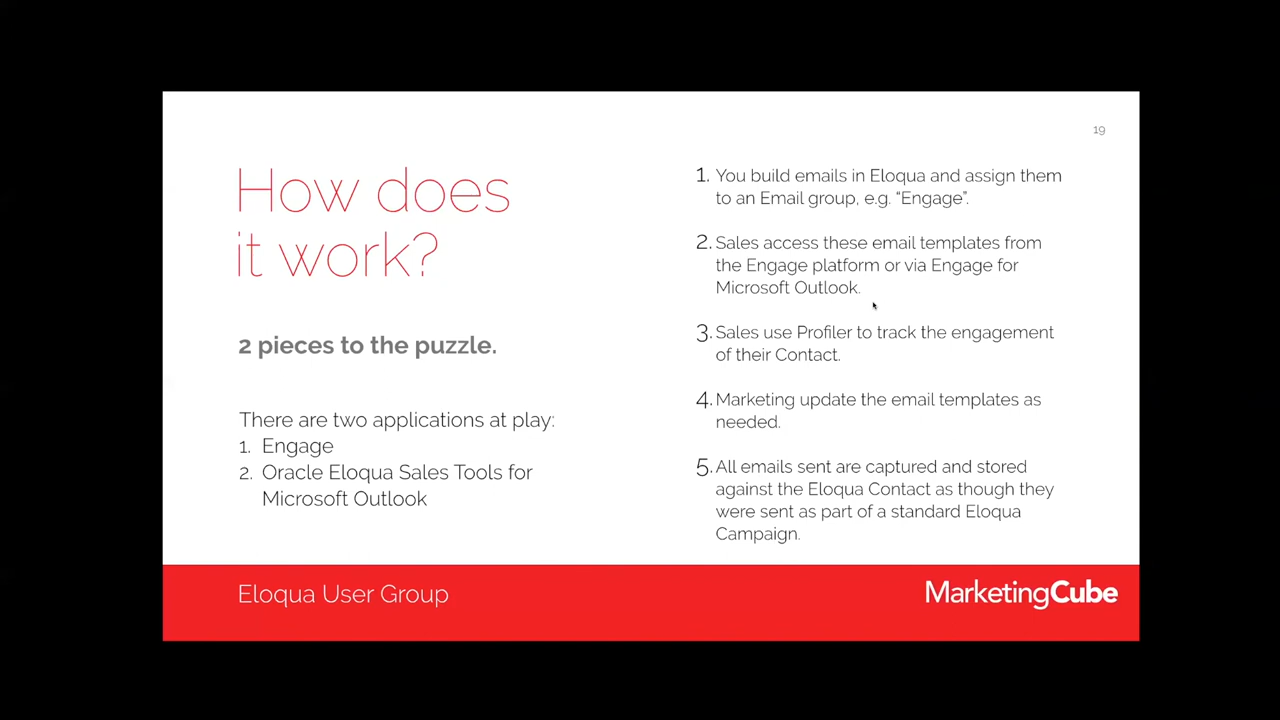 19
How does
it work?
2 pieces to the puzzle.
There are two applications at play:
1. Engage
2. Oracle Eloqua Sales Tools for
Microsoft Outlook
1. You build emails in Eloqua and assign them
to an Email group, e.g. “Engage”.
2. Sales access these email templates from
the Engage platform or via Engage for
Microsoft Outlook.
3. Sales use Profiler to track the engagement
of their Contact.
4. Marketing update the email templates as
needed.
5. All emails sent are captured and stored
against the Eloqua Contact as though they
were sent as part of a standard Eloqua
Campaign.
Eloqua User Group
MarketingCube